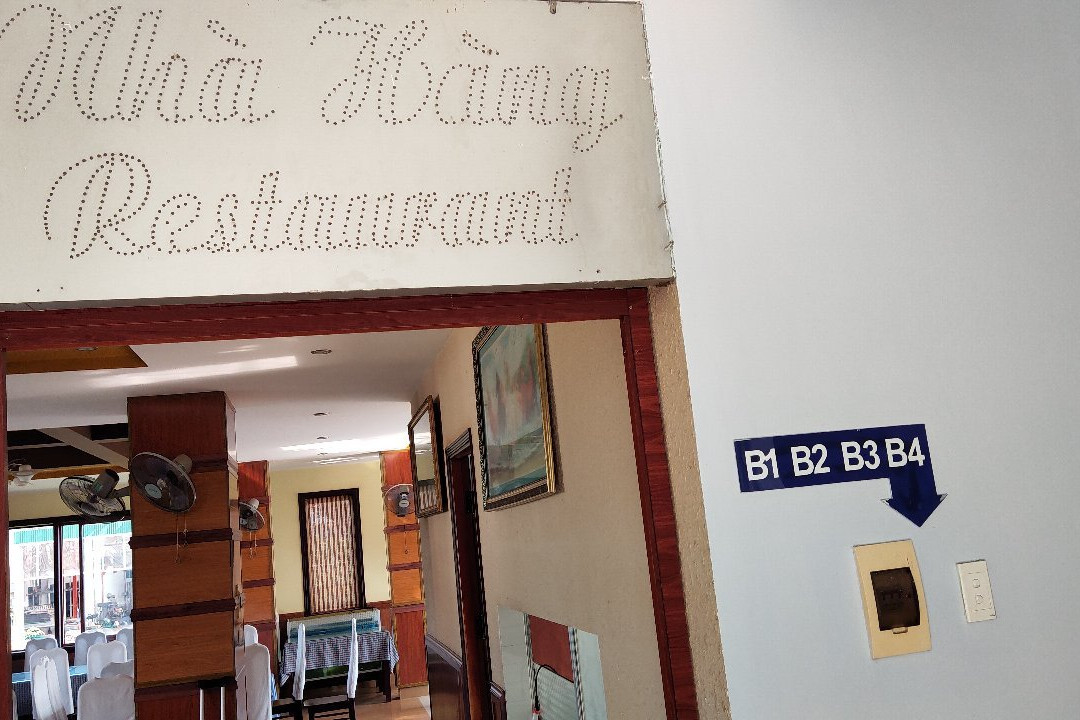 Nhà Hàng
Restaurant
B1 B2 B3 B4